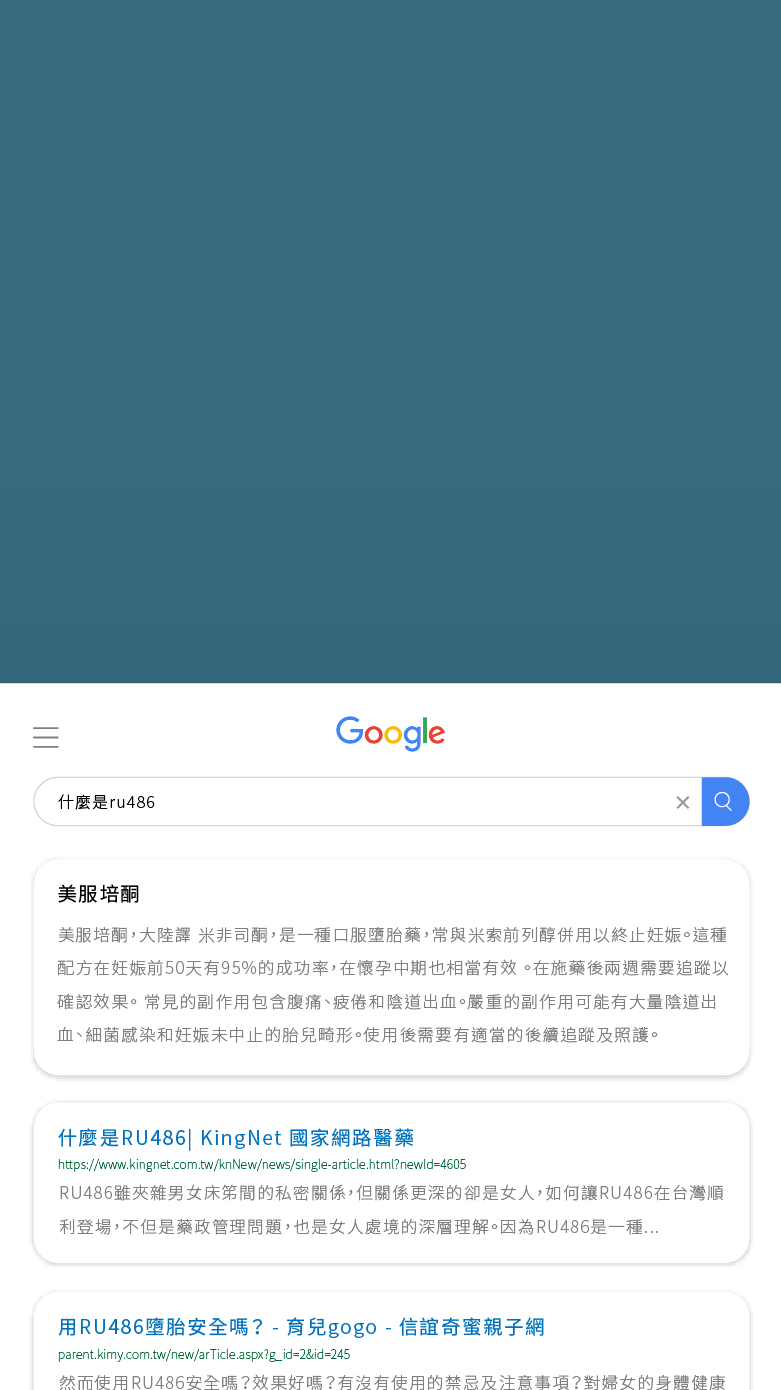 Google
什麼是ru486
美服培酮
美服培酮，大陸譯 米非司酮，是一種口服墮胎藥，常與米索前列醇併用以終止妊娠。這種
配方在妊娠前50天有95%的成功率，在懷孕中期也相當有效 。在施藥後兩週需要追蹤以
確認效果。 常見的副作用包含腹痛、疲倦和陰道出血。嚴重的副作用可能有大量陰道出
血、細菌感染和妊娠未中止的胎兒畸形。使用後需要有適當的後續追蹤及照護。
什麼是RU486| KingNet 國家網路醫藥
https://www.kingnet.com.tw/knNew/news/single-article.html?newId=4605
RU486雖夾雜男女床笫間的私密關係，但關係更深的卻是女人，如何讓RU486在台灣順
利登場，不但是藥政管理問題，也是女人處境的深層理解。因為RU486是一種...
用RU486墮胎安全嗎？ - 育兒gogo - 信誼奇蜜親子網
parent.kimy.com.tw/new/arTicle.aspx?g_id=2&id=245
然而使用RU486安全嗎？效果好嗎？有沒有使用的禁忌及注意事項？對婦女的身體健康